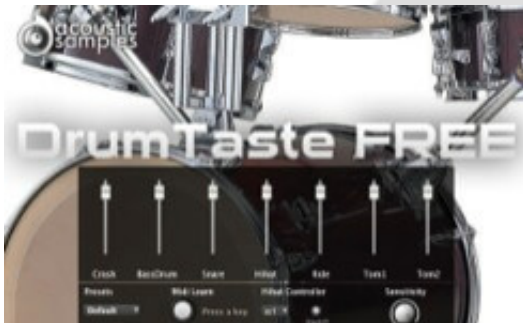 acoustic
samples
DrumTaste FREE
Crash BassDrum Snare Hihat Ride Tom1 Tom2
Presets Midi Learn Hihat Controller Sensitivity
Default Press a key